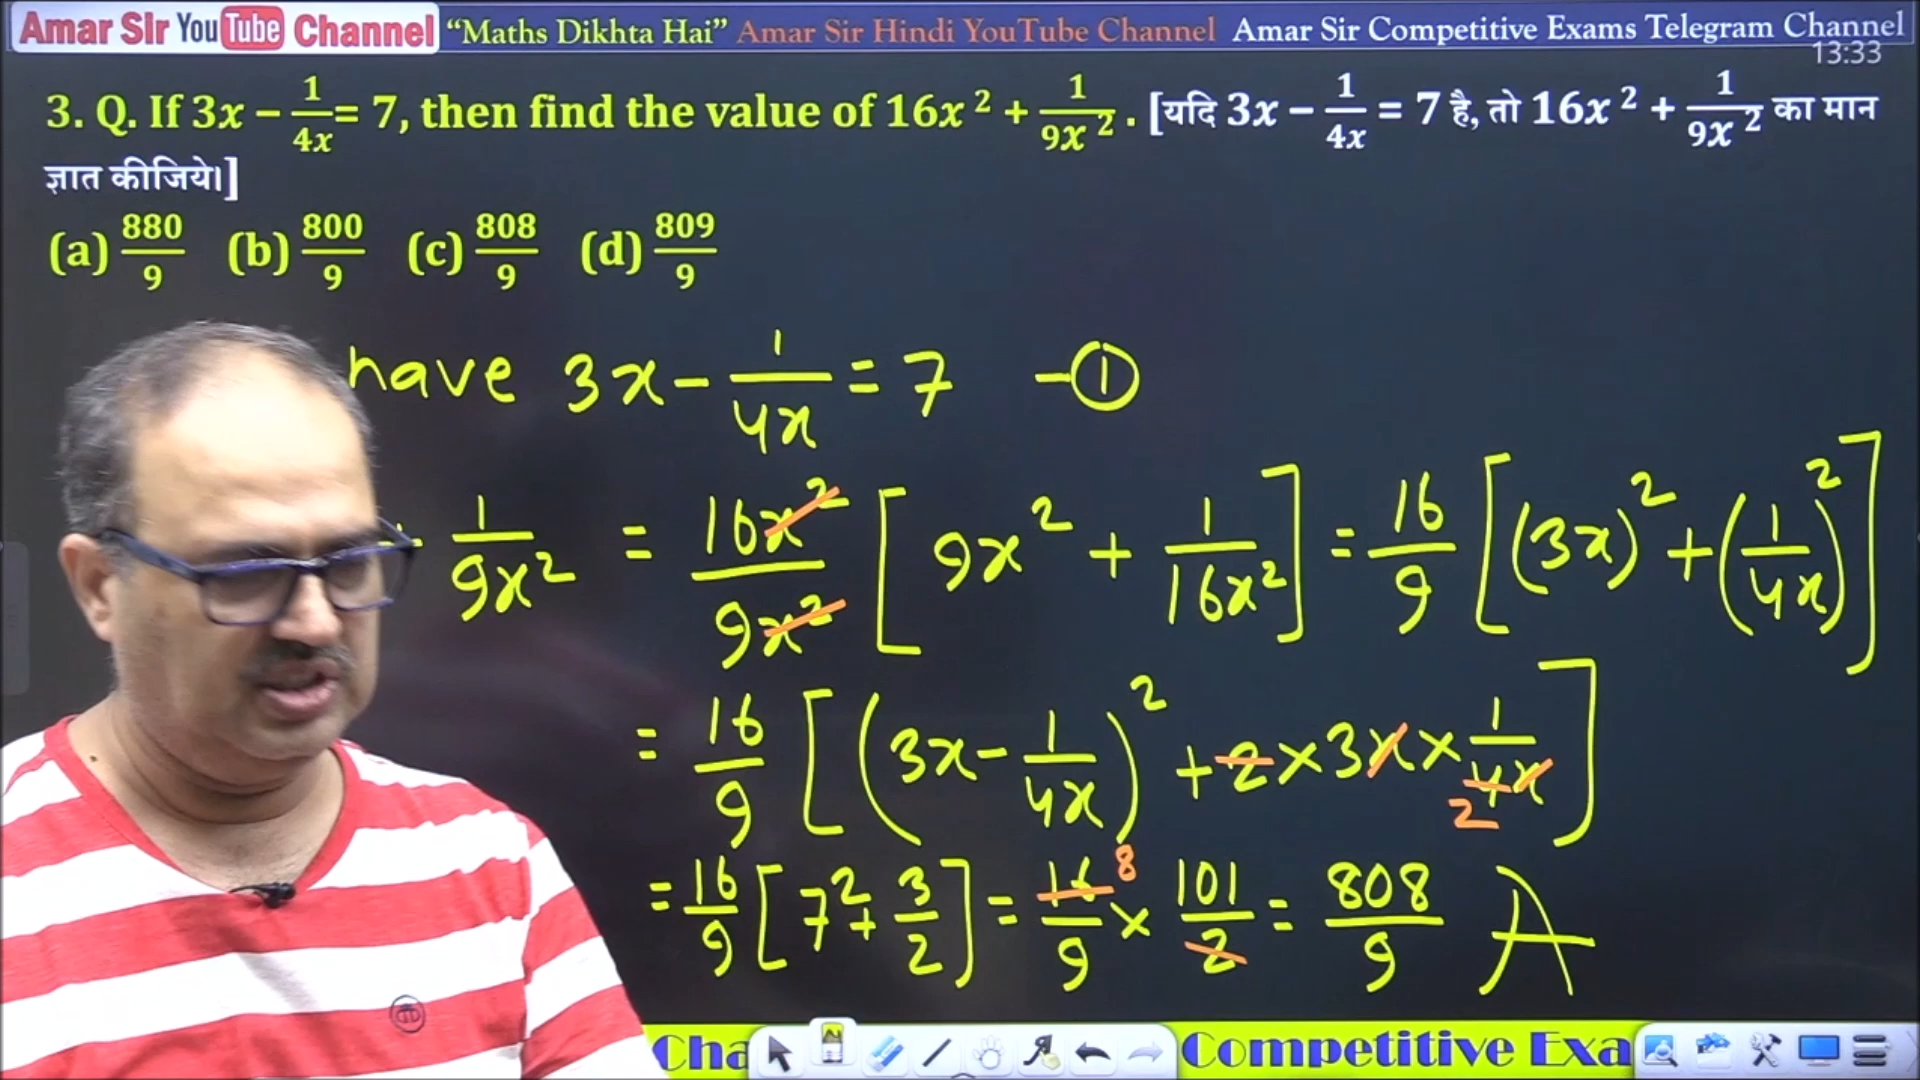 Amar Sir YouTube Channel "Maths Dikhta Hai" Amar Sir Hindi YouTube Channel Amar Sir Competitive Exams Telegram Channel
13:33
3. Q. If 3x − 1/4x = 7, then find the value of 16x² + 1/9x². [यदि 3x − 1/4x = 7 है, तो 16x² + 1/9x² का मान
ज्ञात कीजिये।]
(a) 880/9 (b) 800/9 (c) 808/9 (d) 809/9
have 3x − 1/4x = 7 −①
+ 1/9x² = 16x²/9x² [9x² + 1/16x²] = 16/9 [(3x)² + (1/4x)²]
= 16/9 [(3x − 1/4x)² + 2 × 3x × 1/4x] 2
= 16/9 [7² + 3/2] = 16/9 8 × 101/2 = 808/9 A
Cha Competitive Exa